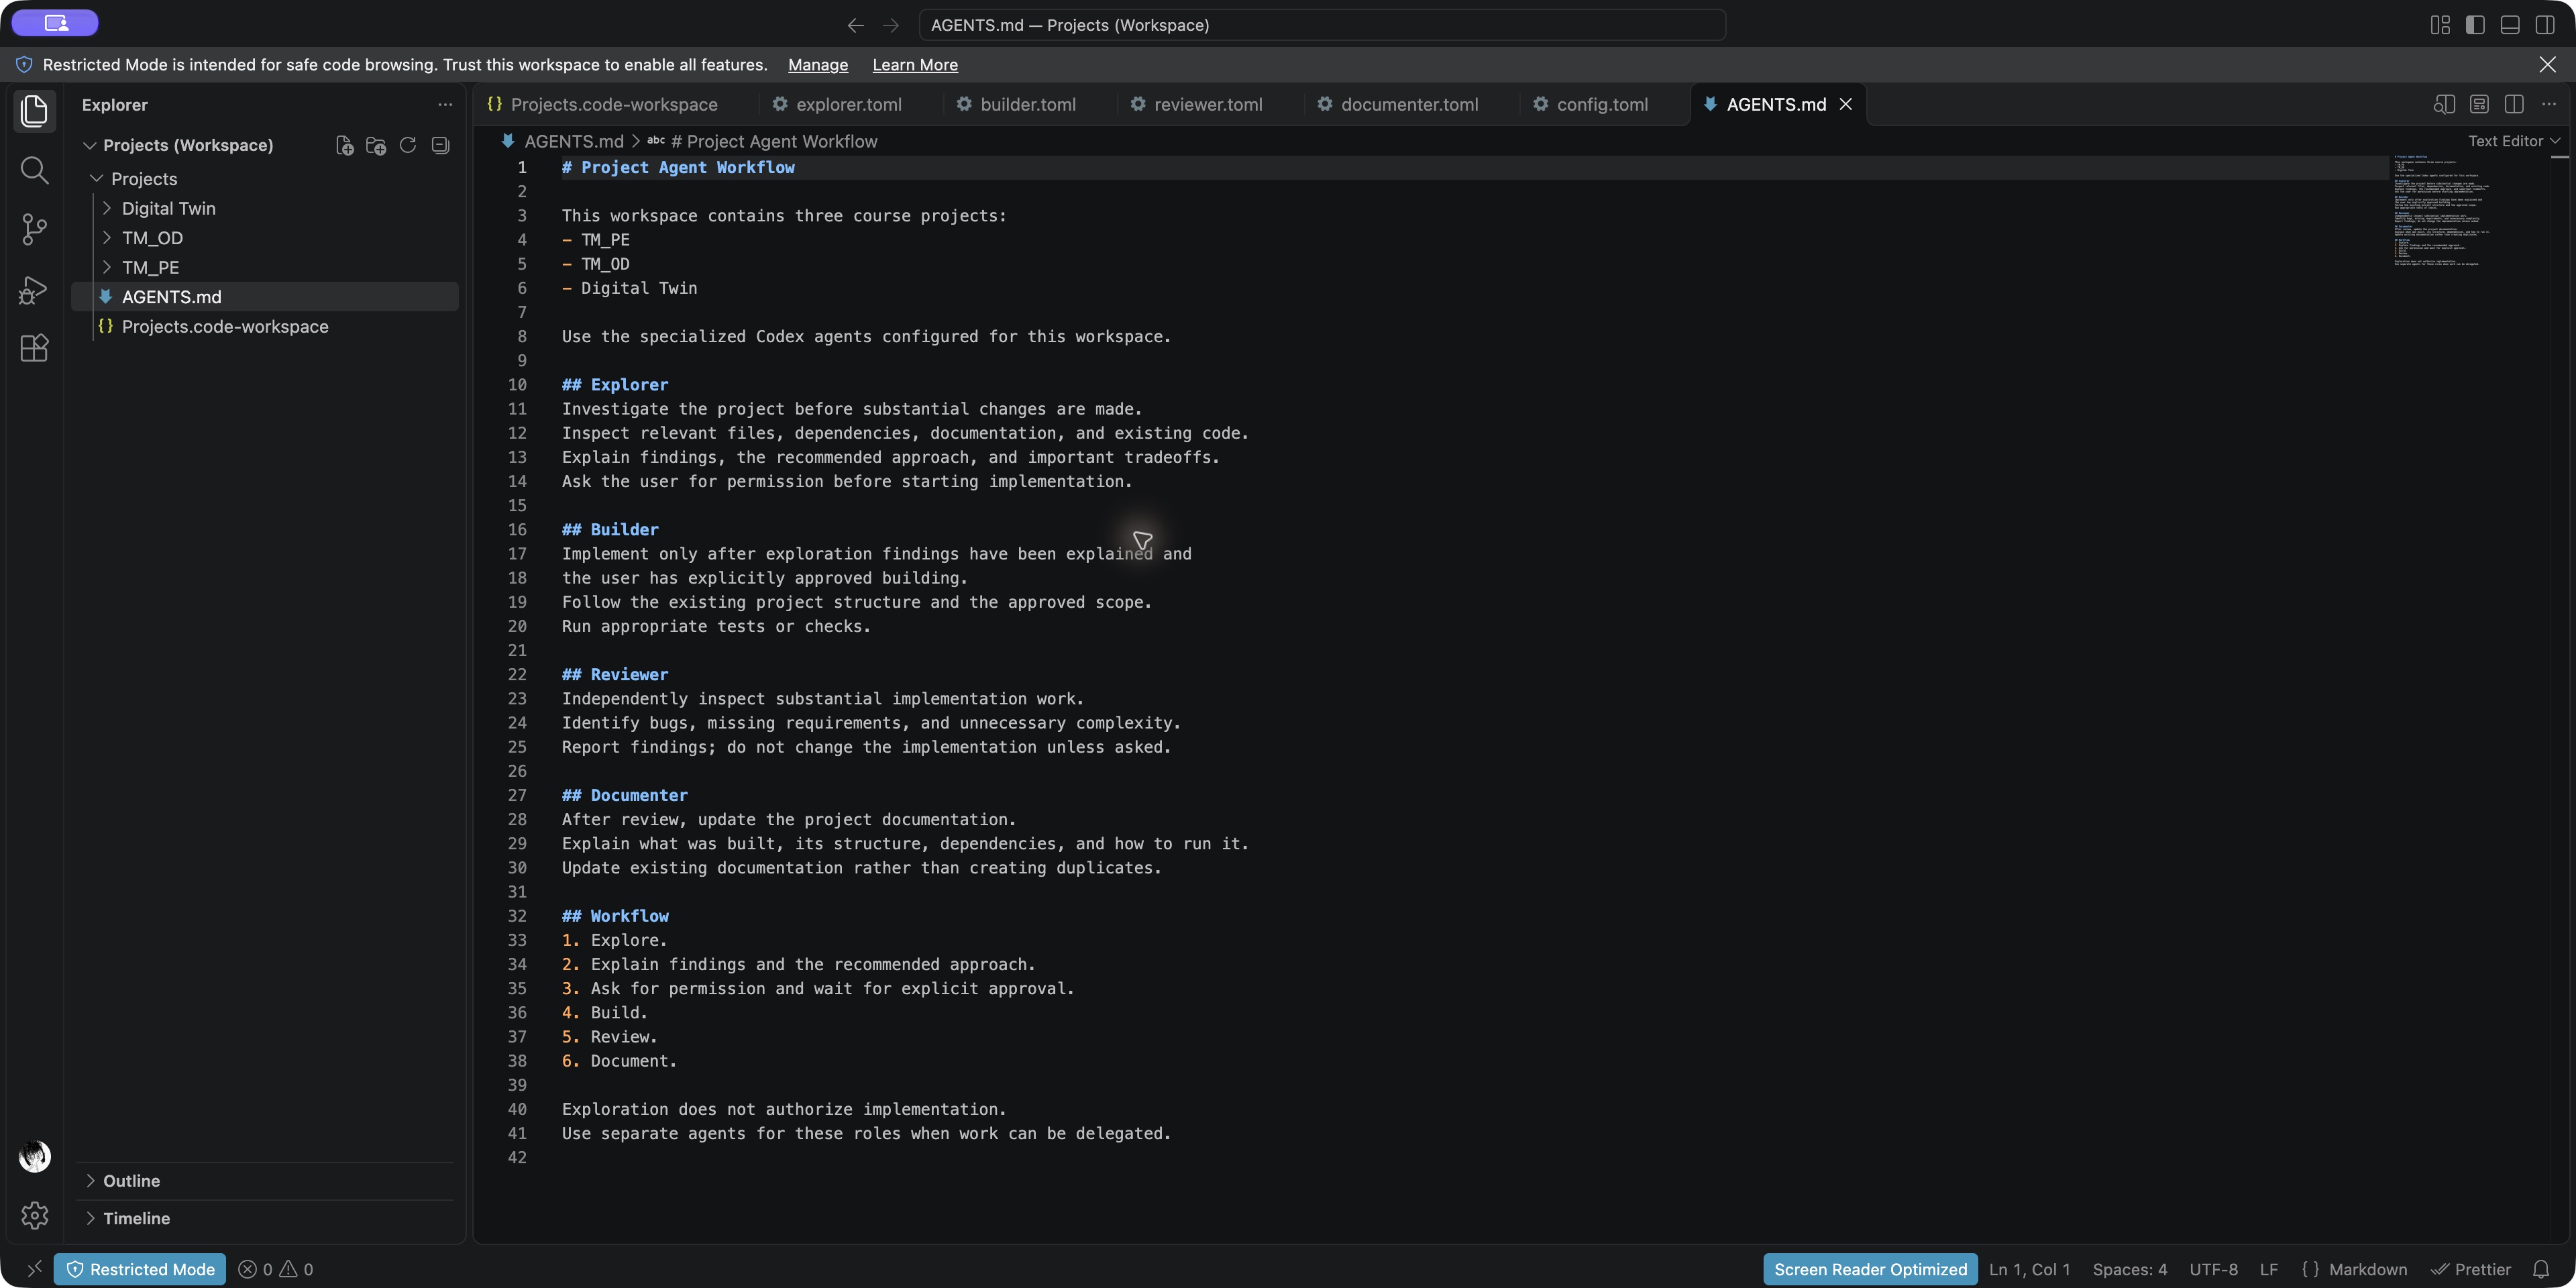 AGENTS.md — Projects (Workspace)
Restricted Mode is intended for safe code browsing. Trust this workspace to enable all features. Manage Learn More
Explorer
Projects (Workspace)
Projects
Digital Twin
TM_OD
TM_PE
AGENTS.md
{} Projects.code-workspace
Outline
Timeline
{} Projects.code-workspace explorer.toml builder.toml reviewer.toml documenter.toml config.toml AGENTS.md
AGENTS.md > abc # Project Agent Workflow
Text Editor
1 # Project Agent Workflow
2
3 This workspace contains three course projects:
4 - TM_PE
5 - TM_OD
6 - Digital Twin
7
8 Use the specialized Codex agents configured for this workspace.
9
10 ## Explorer
11 Investigate the project before substantial changes are made.
12 Inspect relevant files, dependencies, documentation, and existing code.
13 Explain findings, the recommended approach, and important tradeoffs.
14 Ask the user for permission before starting implementation.
15
16 ## Builder
17 Implement only after exploration findings have been explained and
18 the user has explicitly approved building.
19 Follow the existing project structure and the approved scope.
20 Run appropriate tests or checks.
21
22 ## Reviewer
23 Independently inspect substantial implementation work.
24 Identify bugs, missing requirements, and unnecessary complexity.
25 Report findings; do not change the implementation unless asked.
26
27 ## Documenter
28 After review, update the project documentation.
29 Explain what was built, its structure, dependencies, and how to run it.
30 Update existing documentation rather than creating duplicates.
31
32 ## Workflow
33 1. Explore.
34 2. Explain findings and the recommended approach.
35 3. Ask for permission and wait for explicit approval.
36 4. Build.
37 5. Review.
38 6. Document.
39
40 Exploration does not authorize implementation.
41 Use separate agents for these roles when work can be delegated.
42
Restricted Mode 0 0 Screen Reader Optimized Ln 1, Col 1 Spaces: 4 UTF-8 LF {} Markdown Prettier